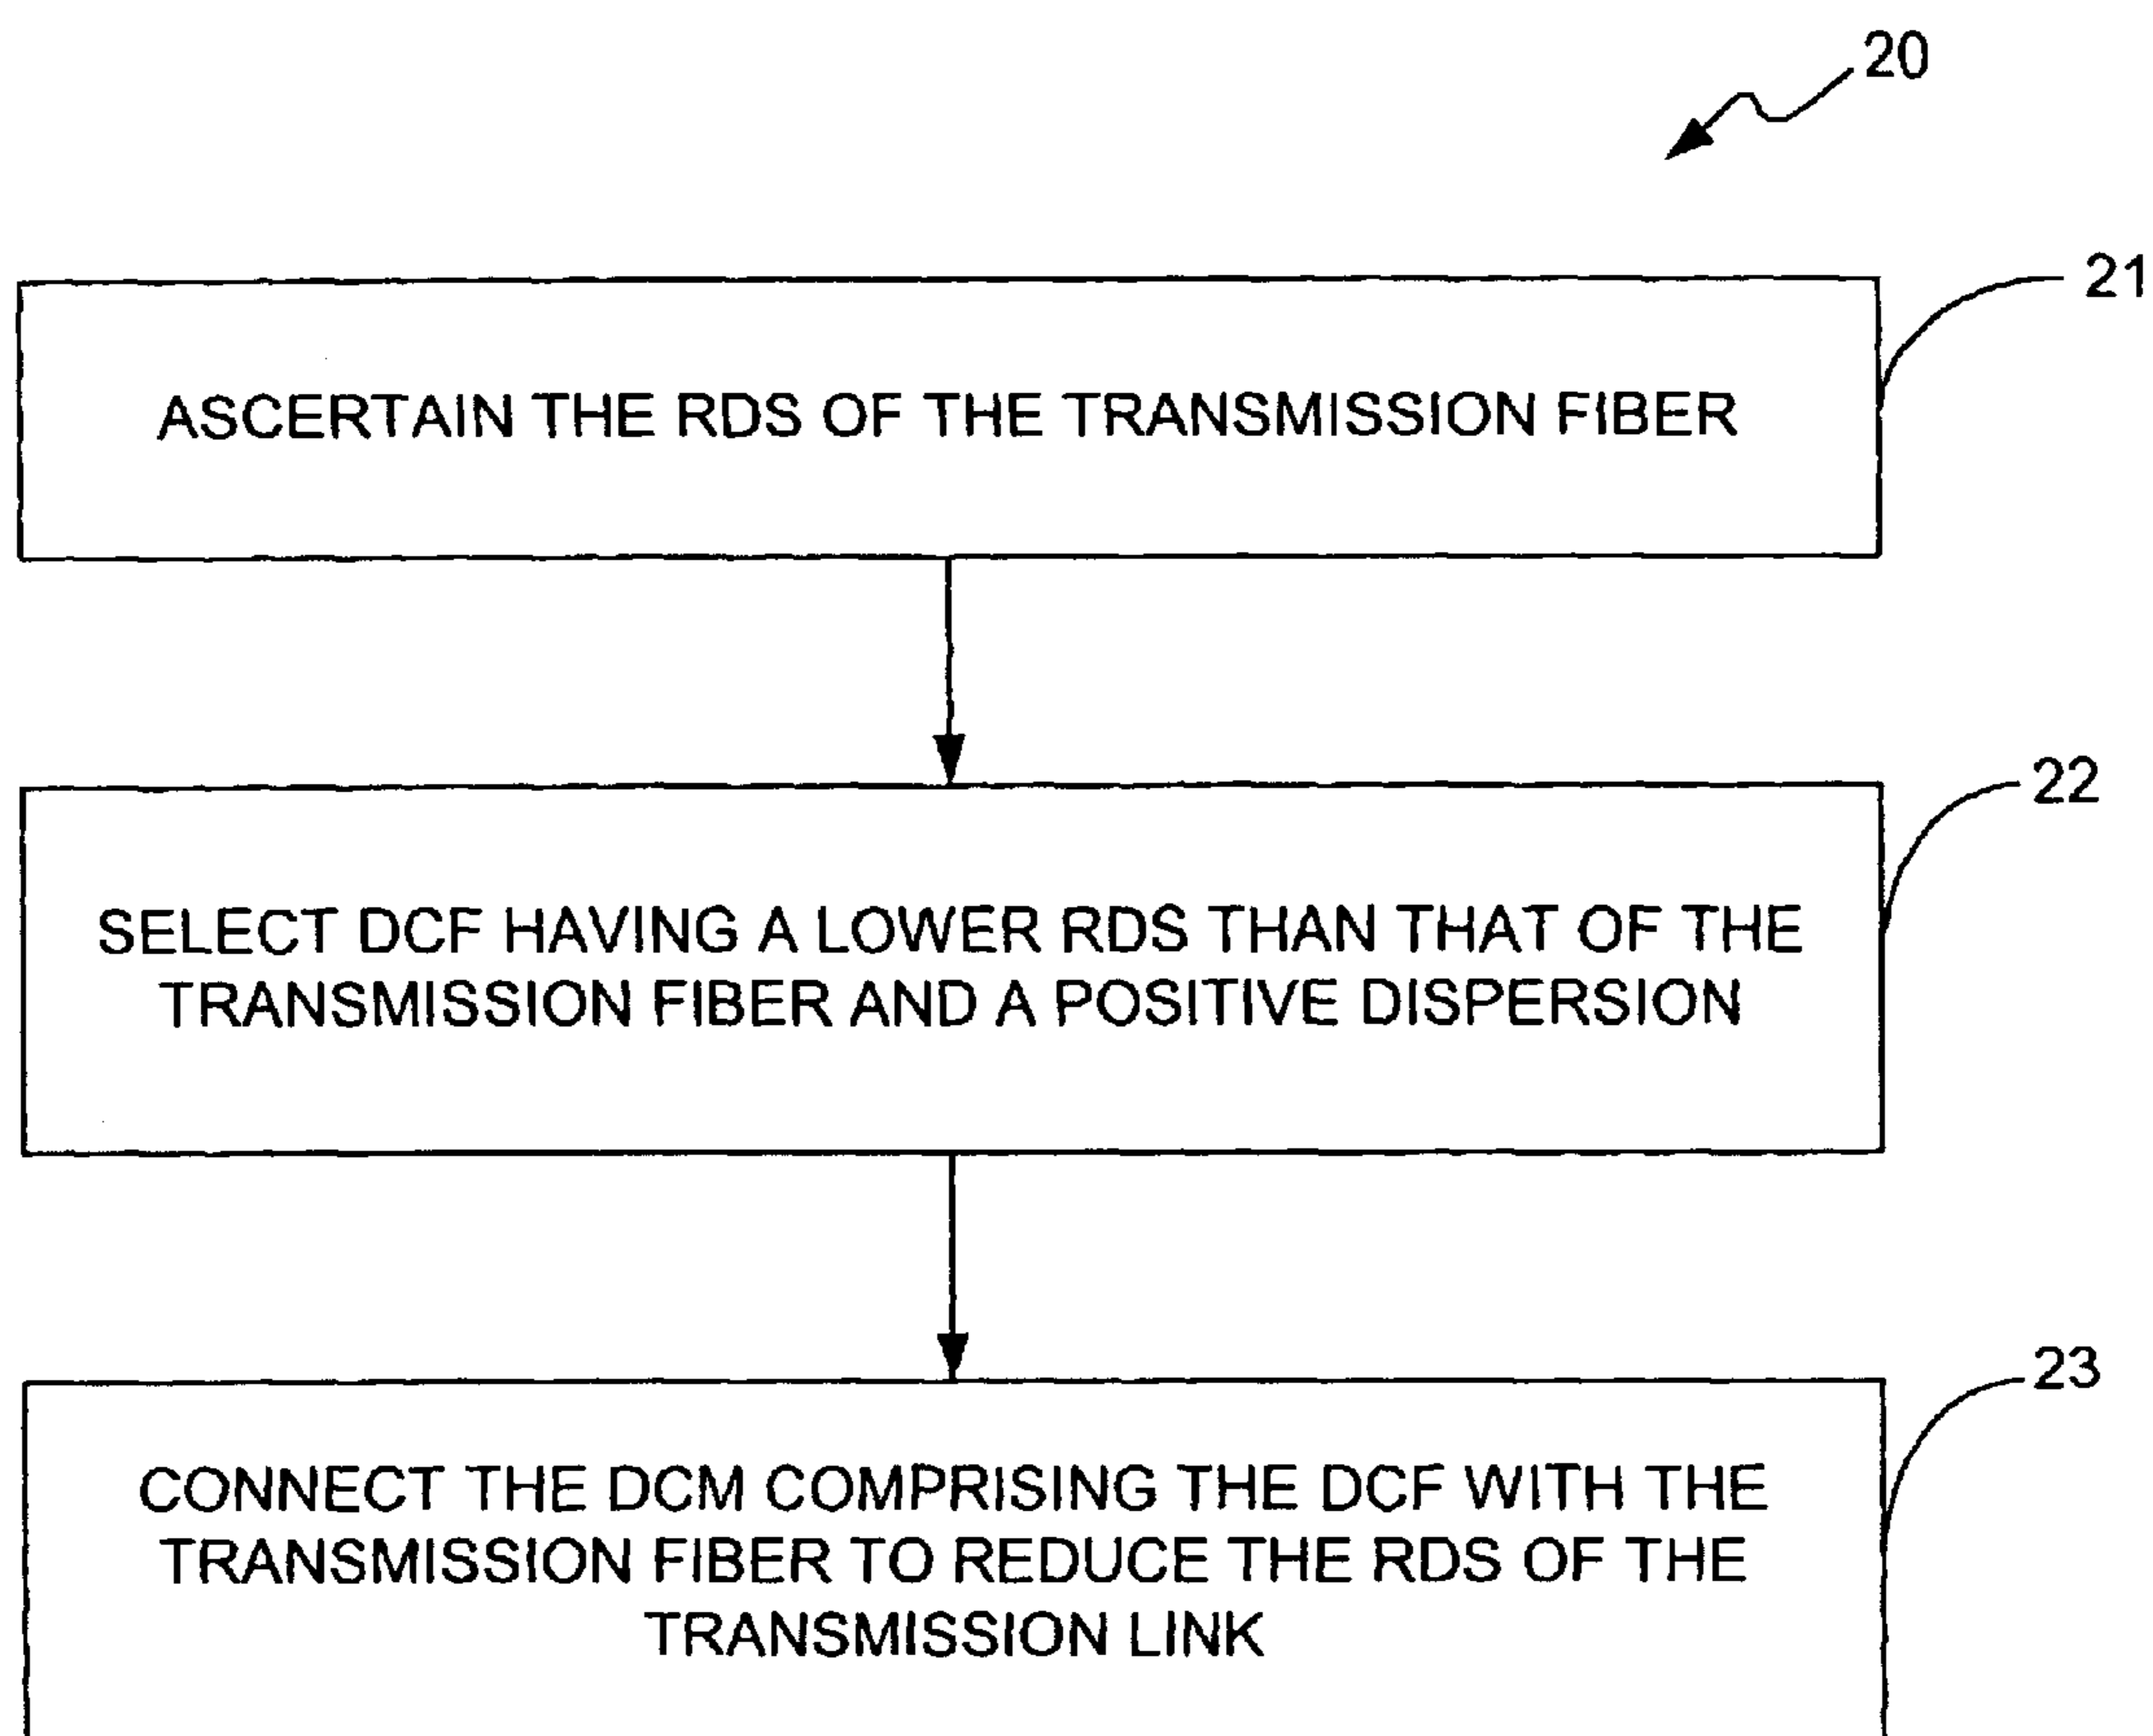 20
21
ASCERTAIN THE RDS OF THE TRANSMISSION FIBER
22
SELECT DCF HAVING A LOWER RDS THAN THAT OF THE
TRANSMISSION FIBER AND A POSITIVE DISPERSION
23
CONNECT THE DCM COMPRISING THE DCF WITH THE
TRANSMISSION FIBER TO REDUCE THE RDS OF THE
TRANSMISSION LINK